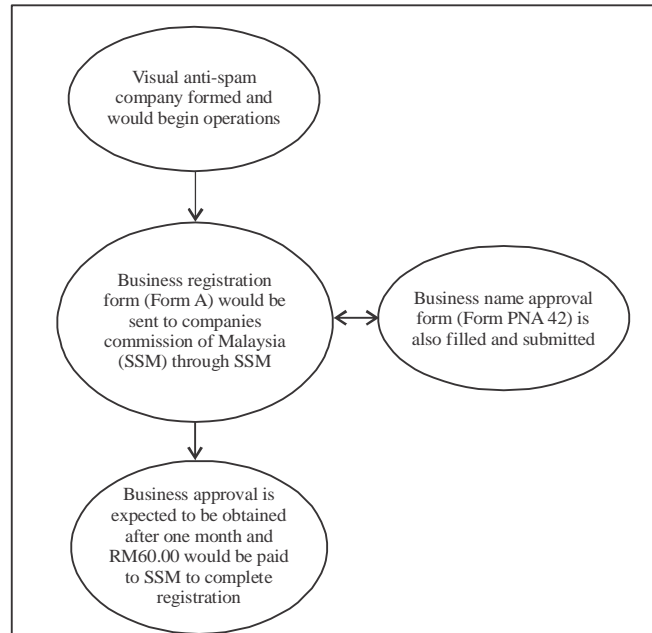 Visual anti-spam
company formed and
would begin operations
Business registration
form (Form A) would be
sent to companies
commission of Malaysia
(SSM) through SSM
Business name approval
form (Form PNA 42) is
also filled and submitted
Business approval is
expected to be obtained
after one month and
RM60.00 would be paid
to SSM to complete
registration